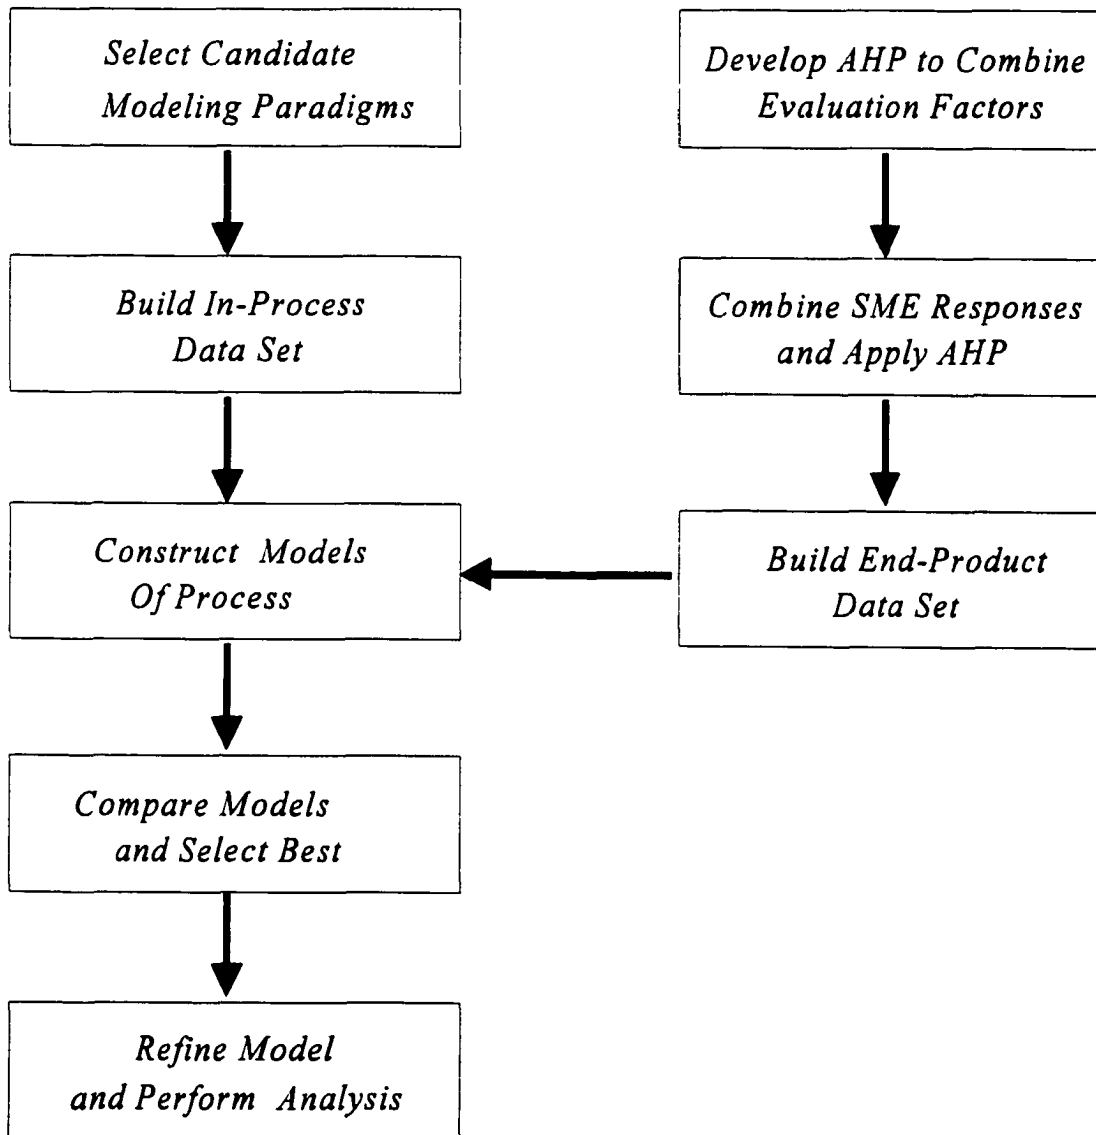 Select Candidate
Modeling Paradigms
Build In-Process
Data Set
Construct Models
Of Process
Compare Models
and Select Best
Refine Model
and Perform Analysis
Develop AHP to Combine
Evaluation Factors
Combine SME Responses
and Apply AHP
Build End-Product
Data Set